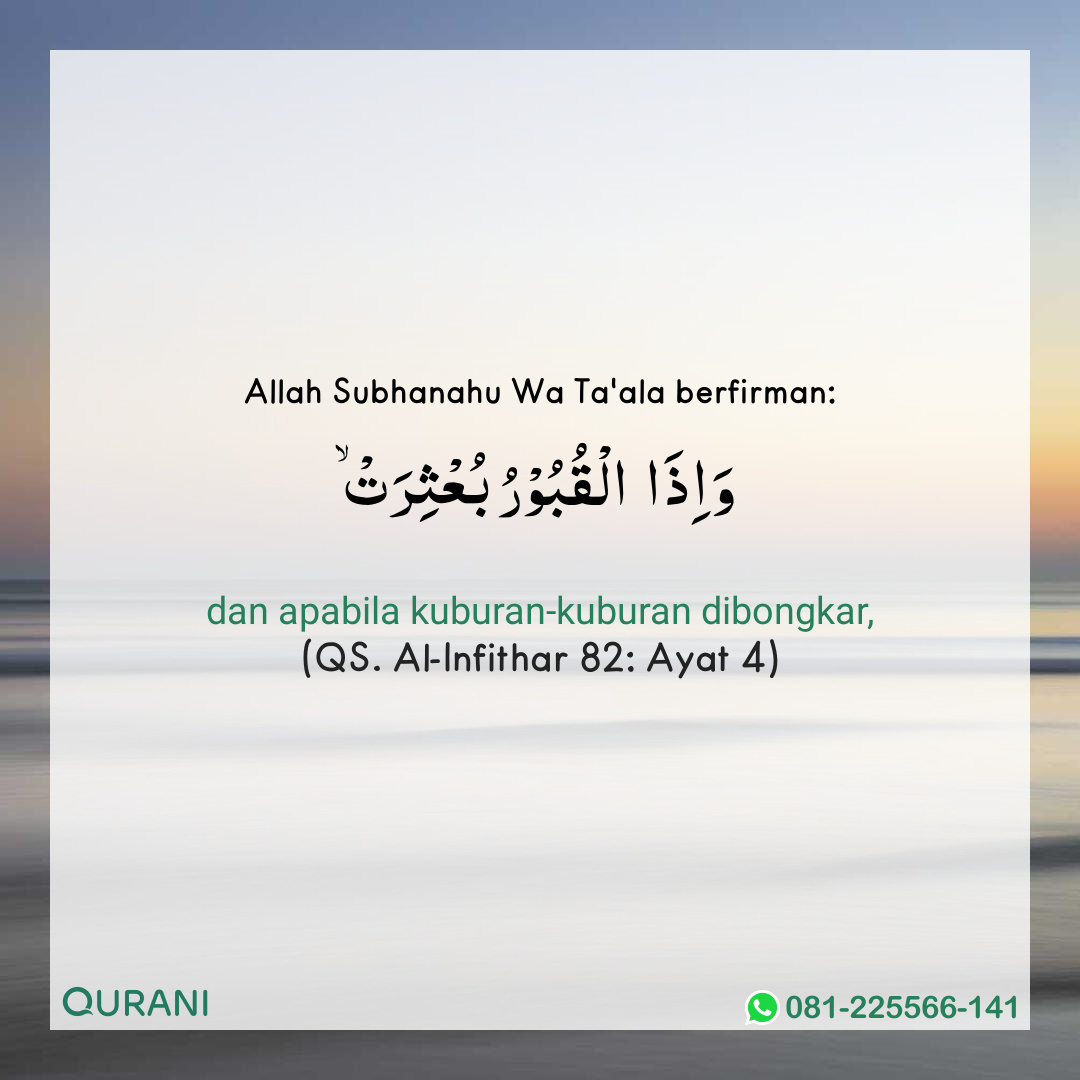 Allah Subhanahu Wa Ta'ala berfirman:
وَاِذَا الْقُبُوْرُ بُعْثِرَتْۙ
dan apabila kuburan-kuburan dibongkar,
(QS. Al-Infithar 82: Ayat 4)
QURANI
081-225566-141